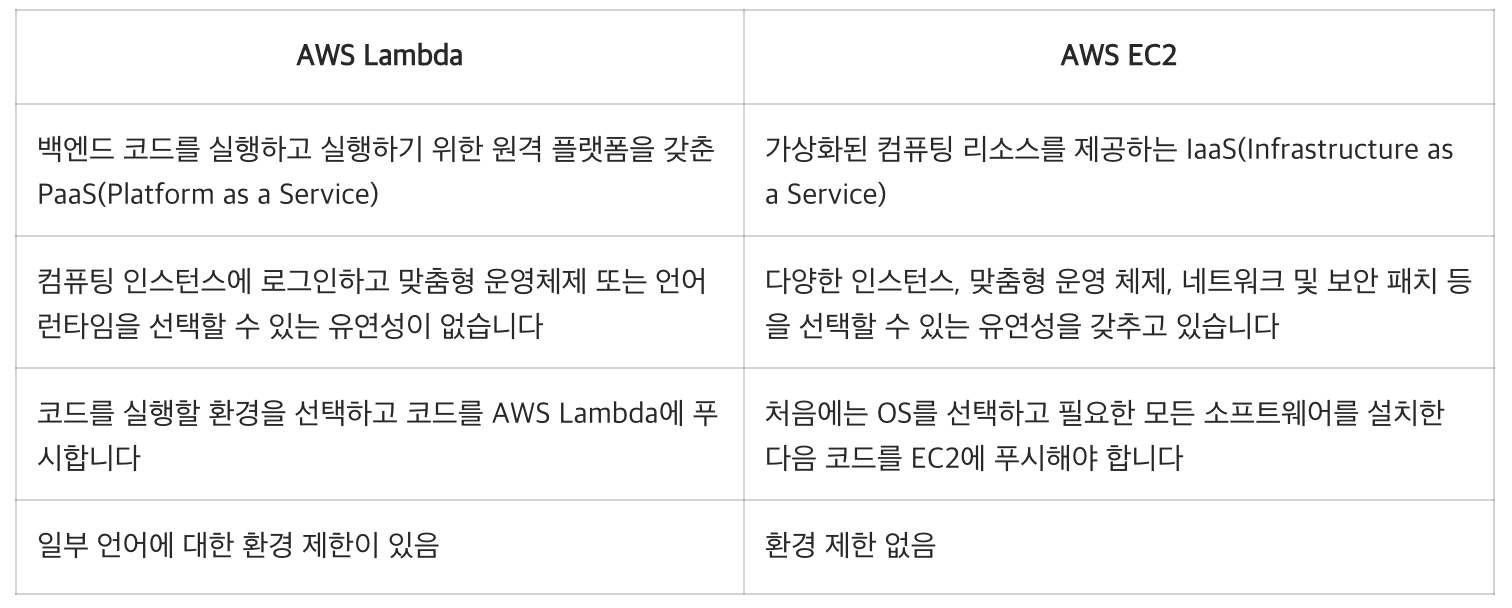 AWS Lambda
AWS EC2
백엔드 코드를 실행하고 실행하기 위한 원격 플랫폼을 갖춘
PaaS(Platform as a Service)
가상화된 컴퓨팅 리소스를 제공하는 IaaS(Infrastructure as
a Service)
컴퓨팅 인스턴스에 로그인하고 맞춤형 운영체제 또는 언어
런타임을 선택할 수 있는 유연성이 없습니다
다양한 인스턴스, 맞춤형 운영 체제, 네트워크 및 보안 패치 등
을 선택할 수 있는 유연성을 갖추고 있습니다
코드를 실행할 환경을 선택하고 코드를 AWS Lambda에 푸
시합니다
처음에는 OS를 선택하고 필요한 모든 소프트웨어를 설치한
다음 코드를 EC2에 푸시해야 합니다
일부 언어에 대한 환경 제한이 있음
환경 제한 없음